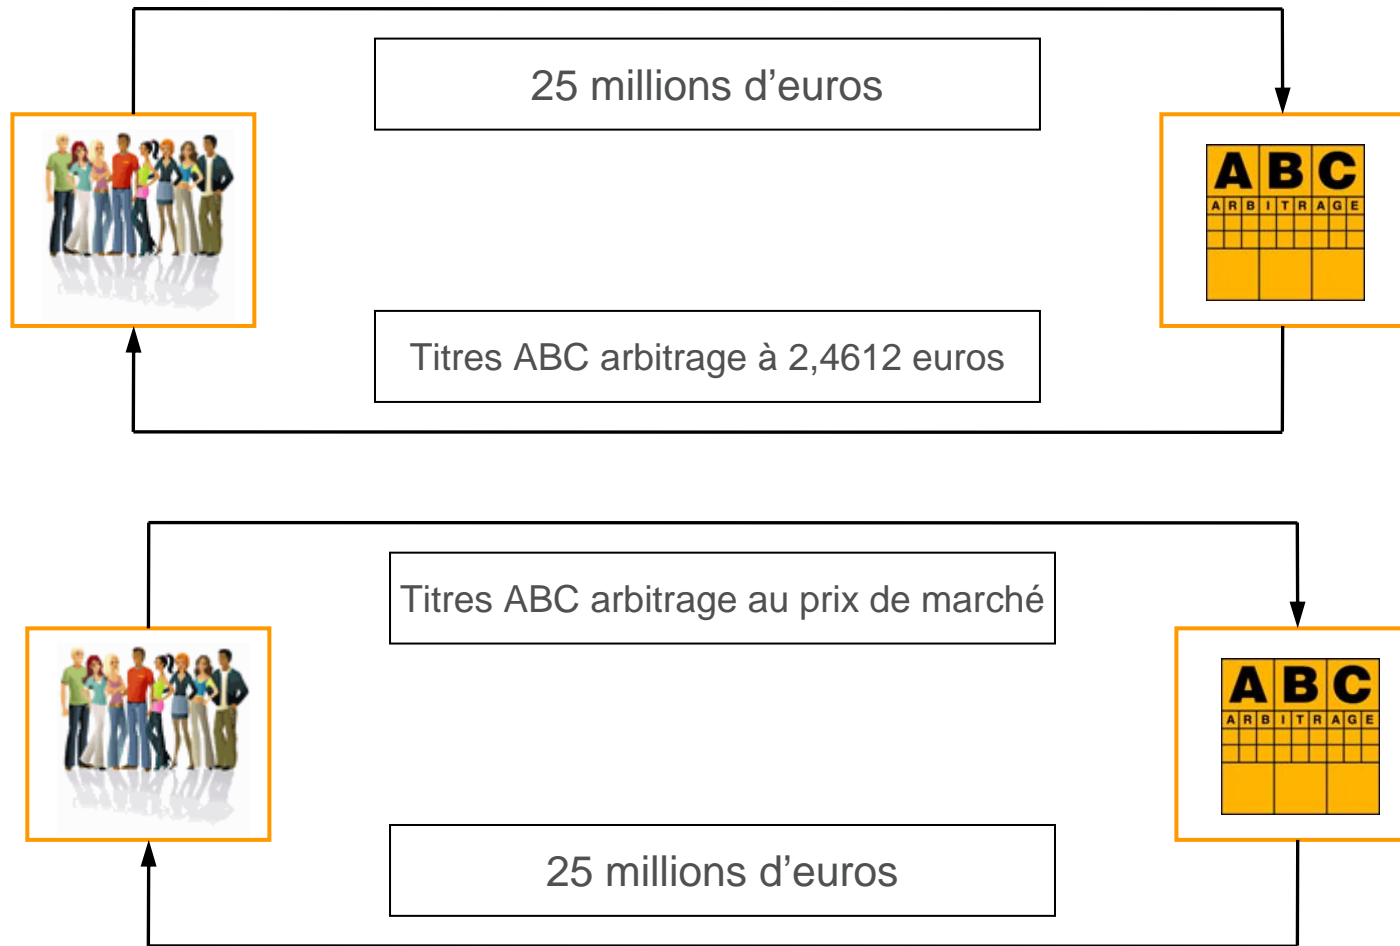 25 millions d’euros
ABC
ARBITRAGE
Titres ABC arbitrage à 2,4612 euros
Titres ABC arbitrage au prix de marché
ABC
ARBITRAGE
25 millions d’euros